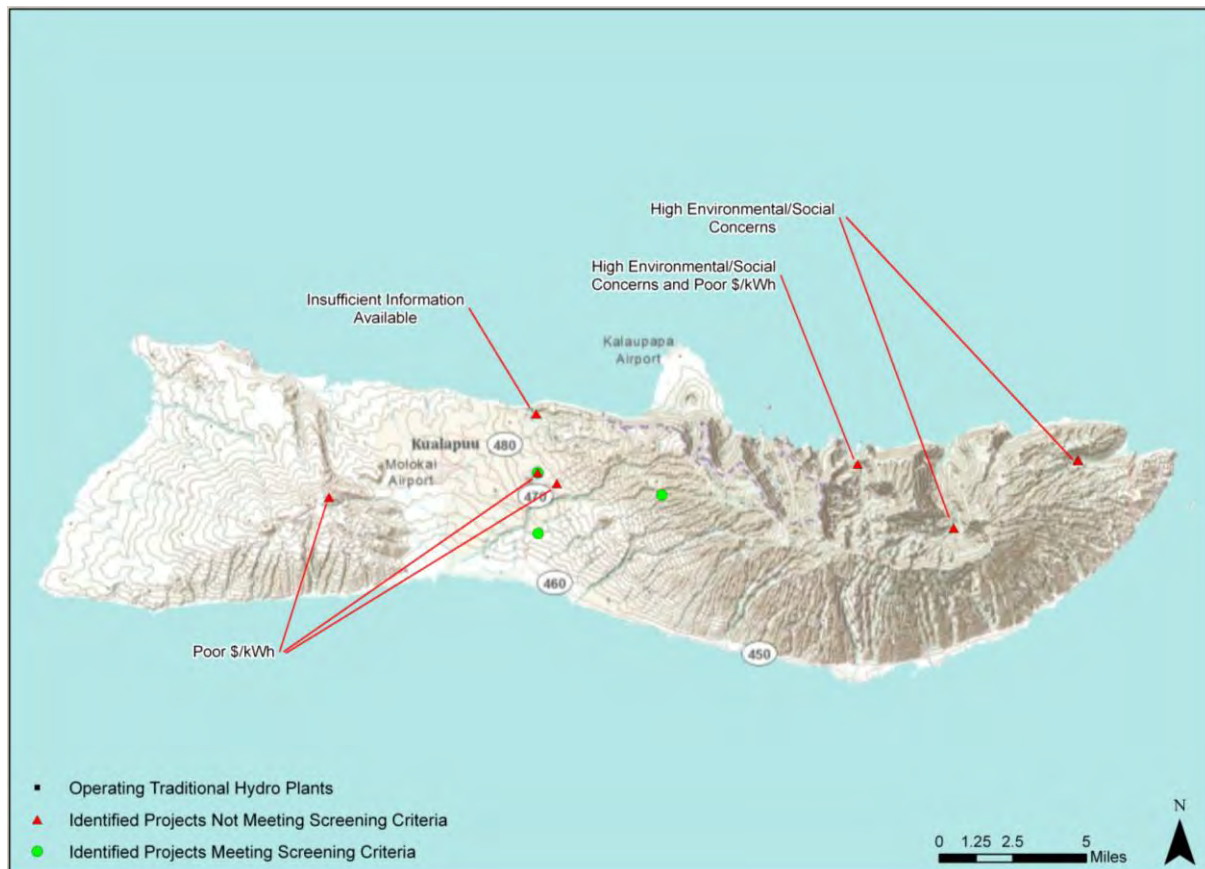 High Environmental/Social
Concerns
High Environmental/Social
Concerns and Poor $/kWh
Insufficient Information
Available
Kalaupapa
Airport
Kualapuu
480
Molokai
Airport
470
460
450
Poor $/kWh
Operating Traditional Hydro Plants
Identified Projects Not Meeting Screening Criteria
Identified Projects Meeting Screening Criteria
N
0 1.25 2.5 5
Miles